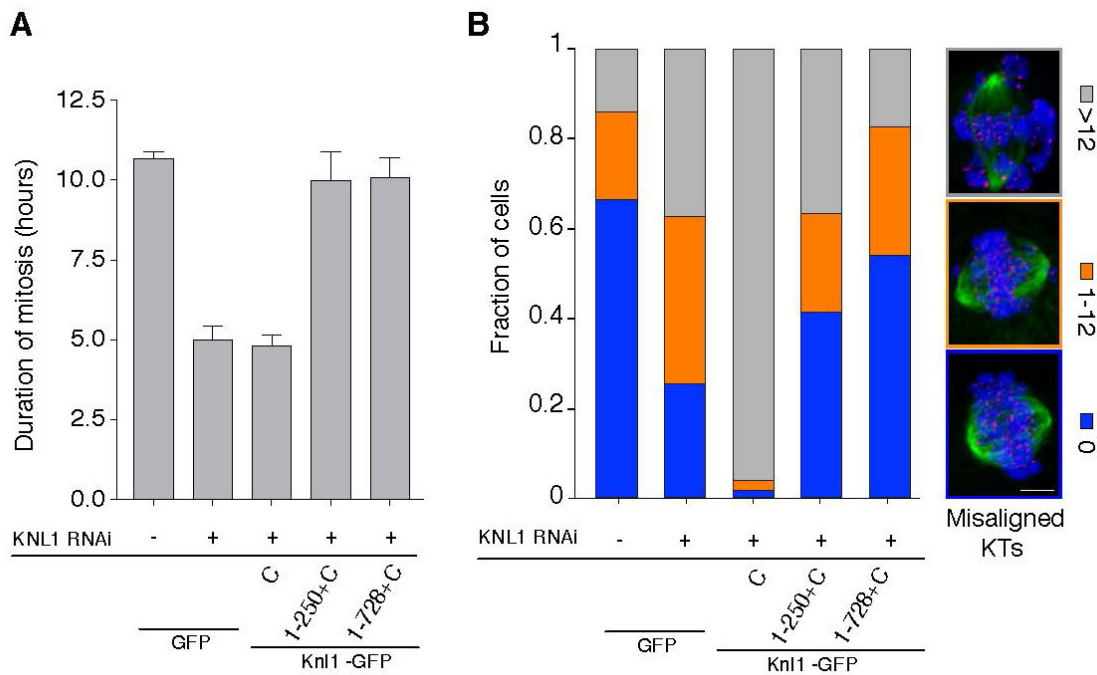 A
Duration of mitosis (hours)
12.5
10.0
7.5
5.0
2.5
0.0
KNL1 RNAi - + + + +
C
1-250+C
1-728+C
GFP
Knl1 -GFP
B
Fraction of cells
1
0.8
0.6
0.4
0.2
0
KNL1 RNAi - + + + +
C
1-250+C
1-728+C
GFP
Knl1 -GFP
>12
1-12
0
Misaligned
KTs